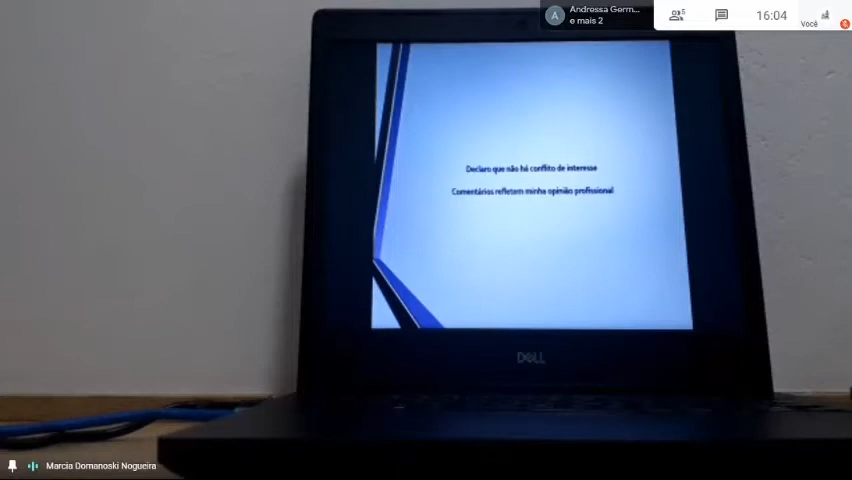 A
Andressa Germ...
e mais 2
5
16:04
Você
Declaro que não há conflito de interesse
Comentários refletem minha opinião profissional
DELL
Marcia Domanoski Nogueira